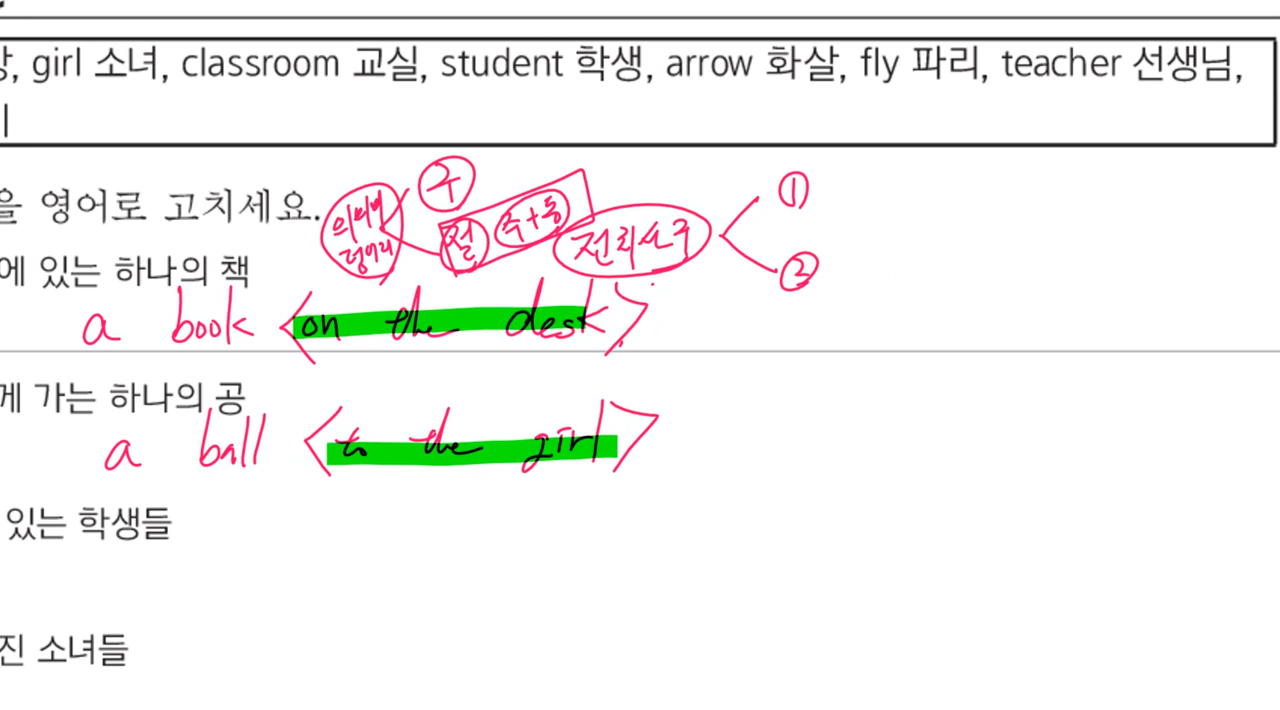 girl 소녀, classroom 교실, student 학생, arrow 화살, fly 파리, teacher 선생님,
구
①
을 영어로 고치세요.
의미의 덩어리
절
주+동
전치사구
②
에 있는 하나의 책
a book <on the desk>
게 가는 하나의 공
a ball <to the girl>
있는 학생들
진 소녀들